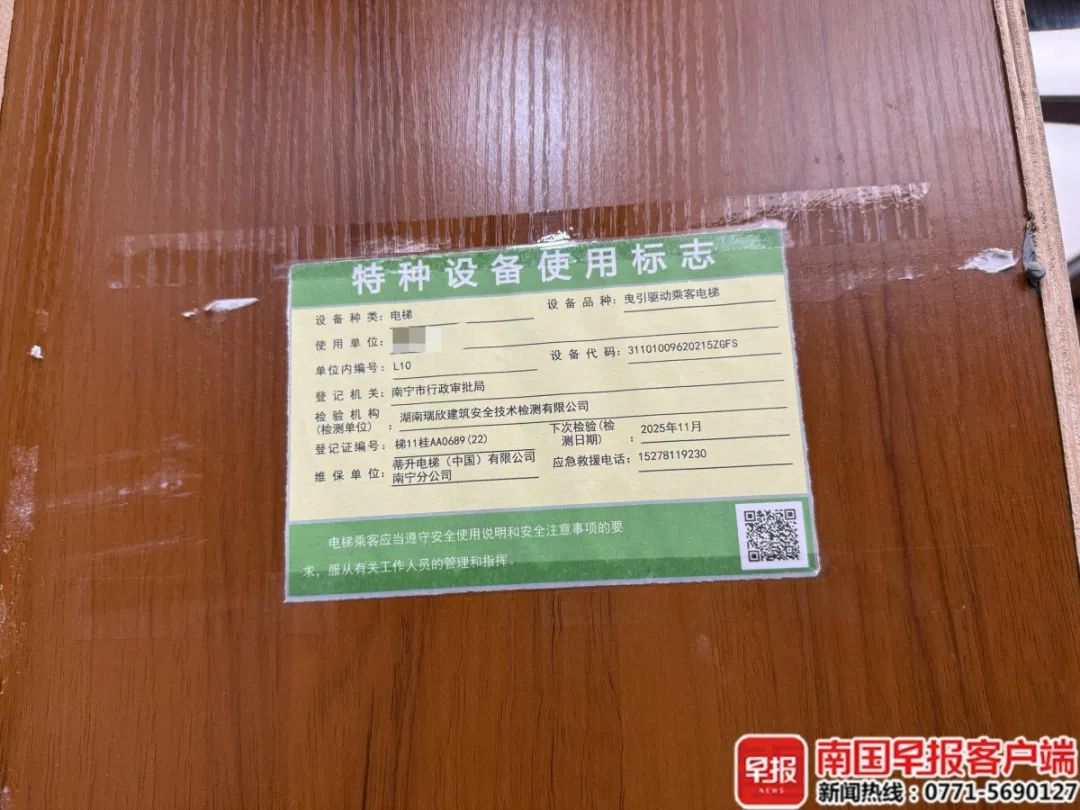 特种设备使用标志
设备种类：电梯 设备品种：曳引驱动乘客电梯
使用单位：
单位内编号：L10 设备代码：31101009620215ZGFS
登记机关：南宁市行政审批局
检验机构(检测单位)：湖南瑞欣建筑安全技术检测有限公司
登记证编号：梯11桂AA0689(22) 下次检验(检测日期)：2025年11月
维保单位：蒂升电梯（中国）有限公司南宁分公司 应急救援电话：15278119230
电梯乘客应当遵守安全使用说明和安全注意事项的要
求，服从有关工作人员的管理和指挥。
早报
NEWS
南国早报客户端
新闻热线：0771-5690127